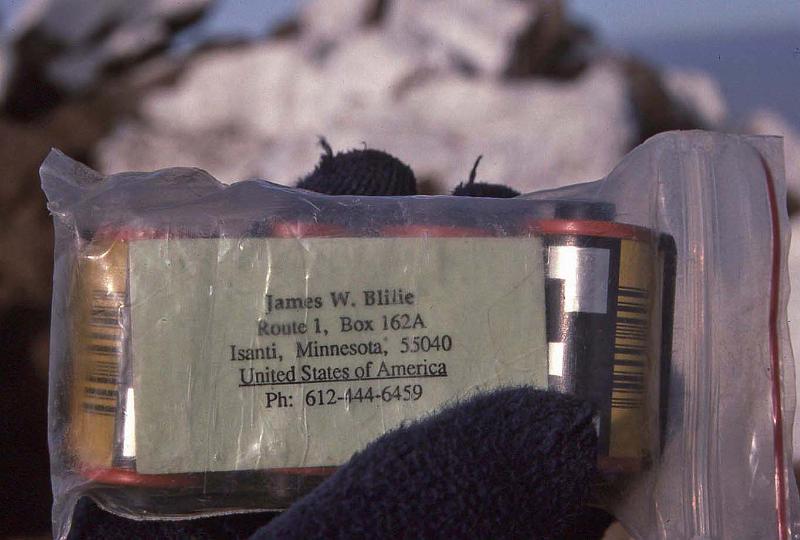 James W. Blilie
Route 1, Box 162A
Isanti, Minnesota, 55040
United States of America
Ph: 612-444-6459